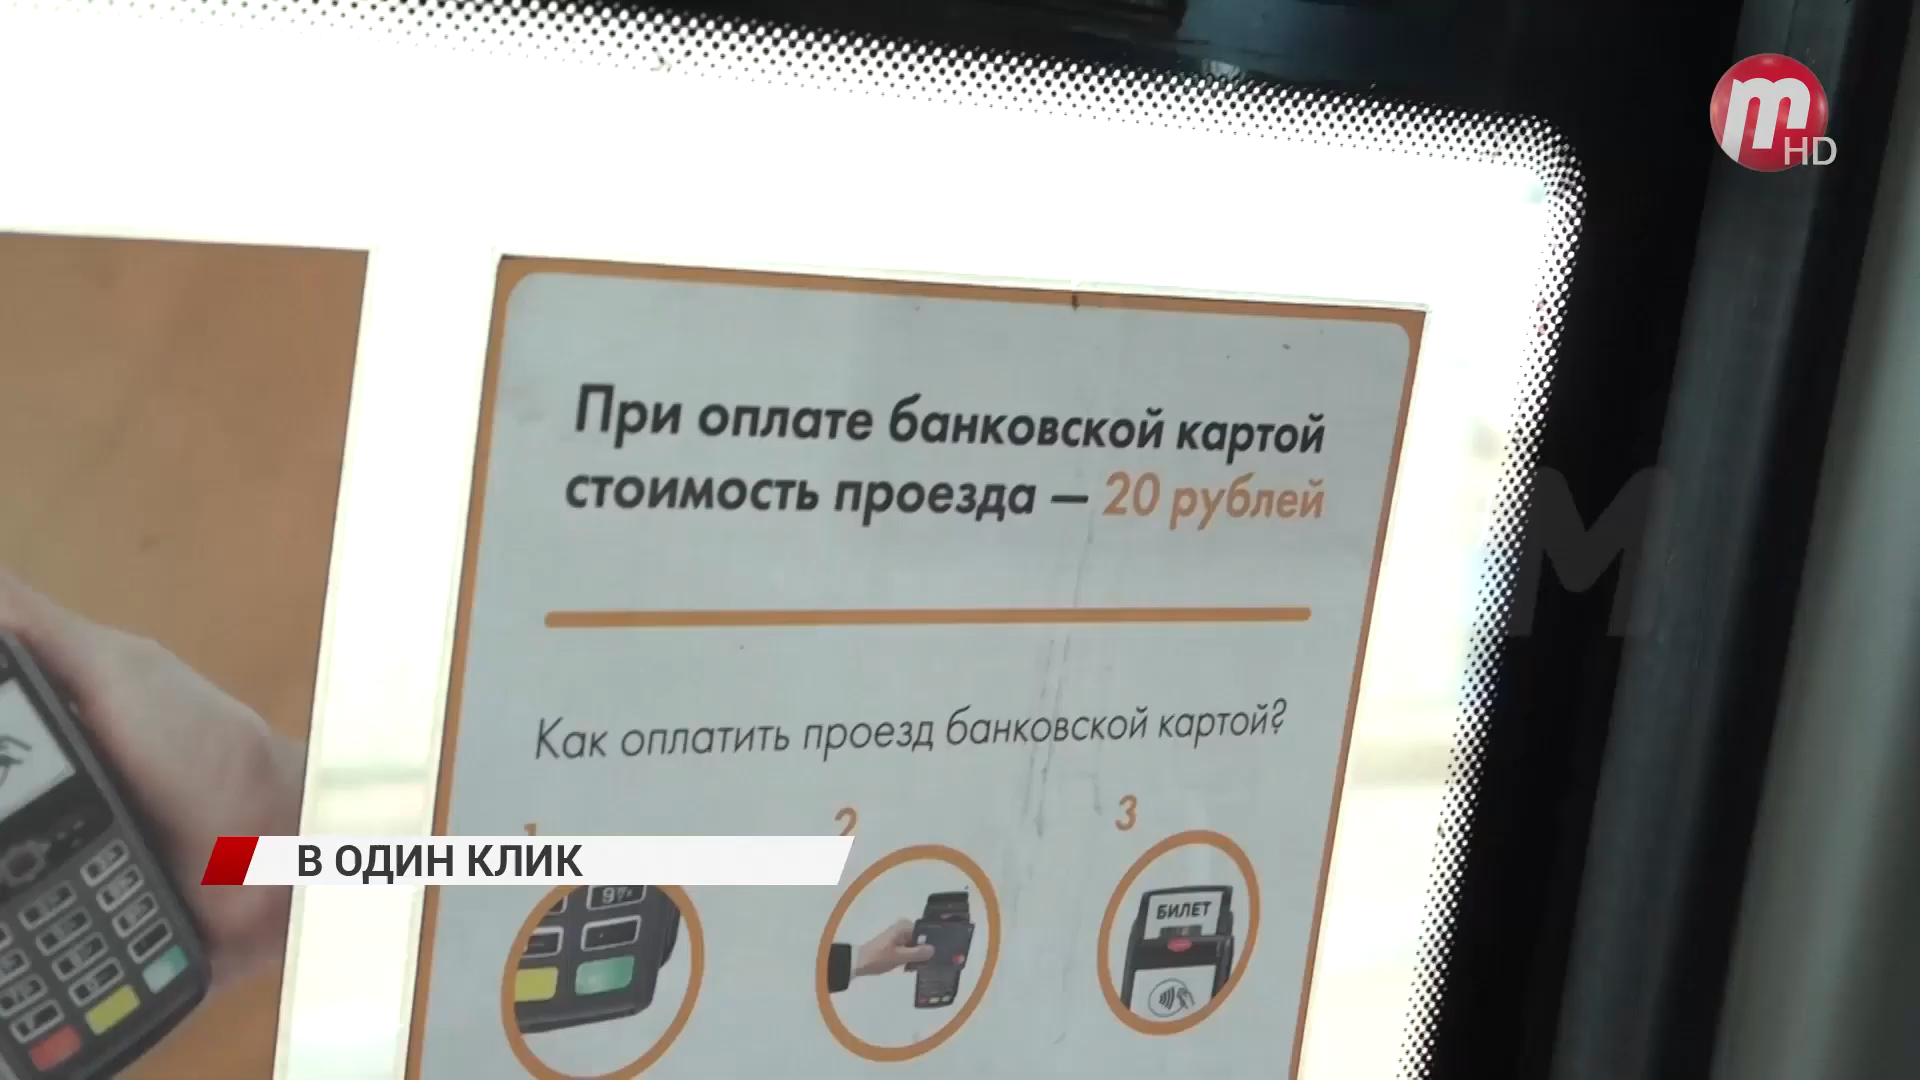 m HD
При оплате банковской картой
стоимость проезда — 20 рублей
Как оплатить проезд банковской картой?
2
3
В ОДИН КЛИК
БИЛЕТ